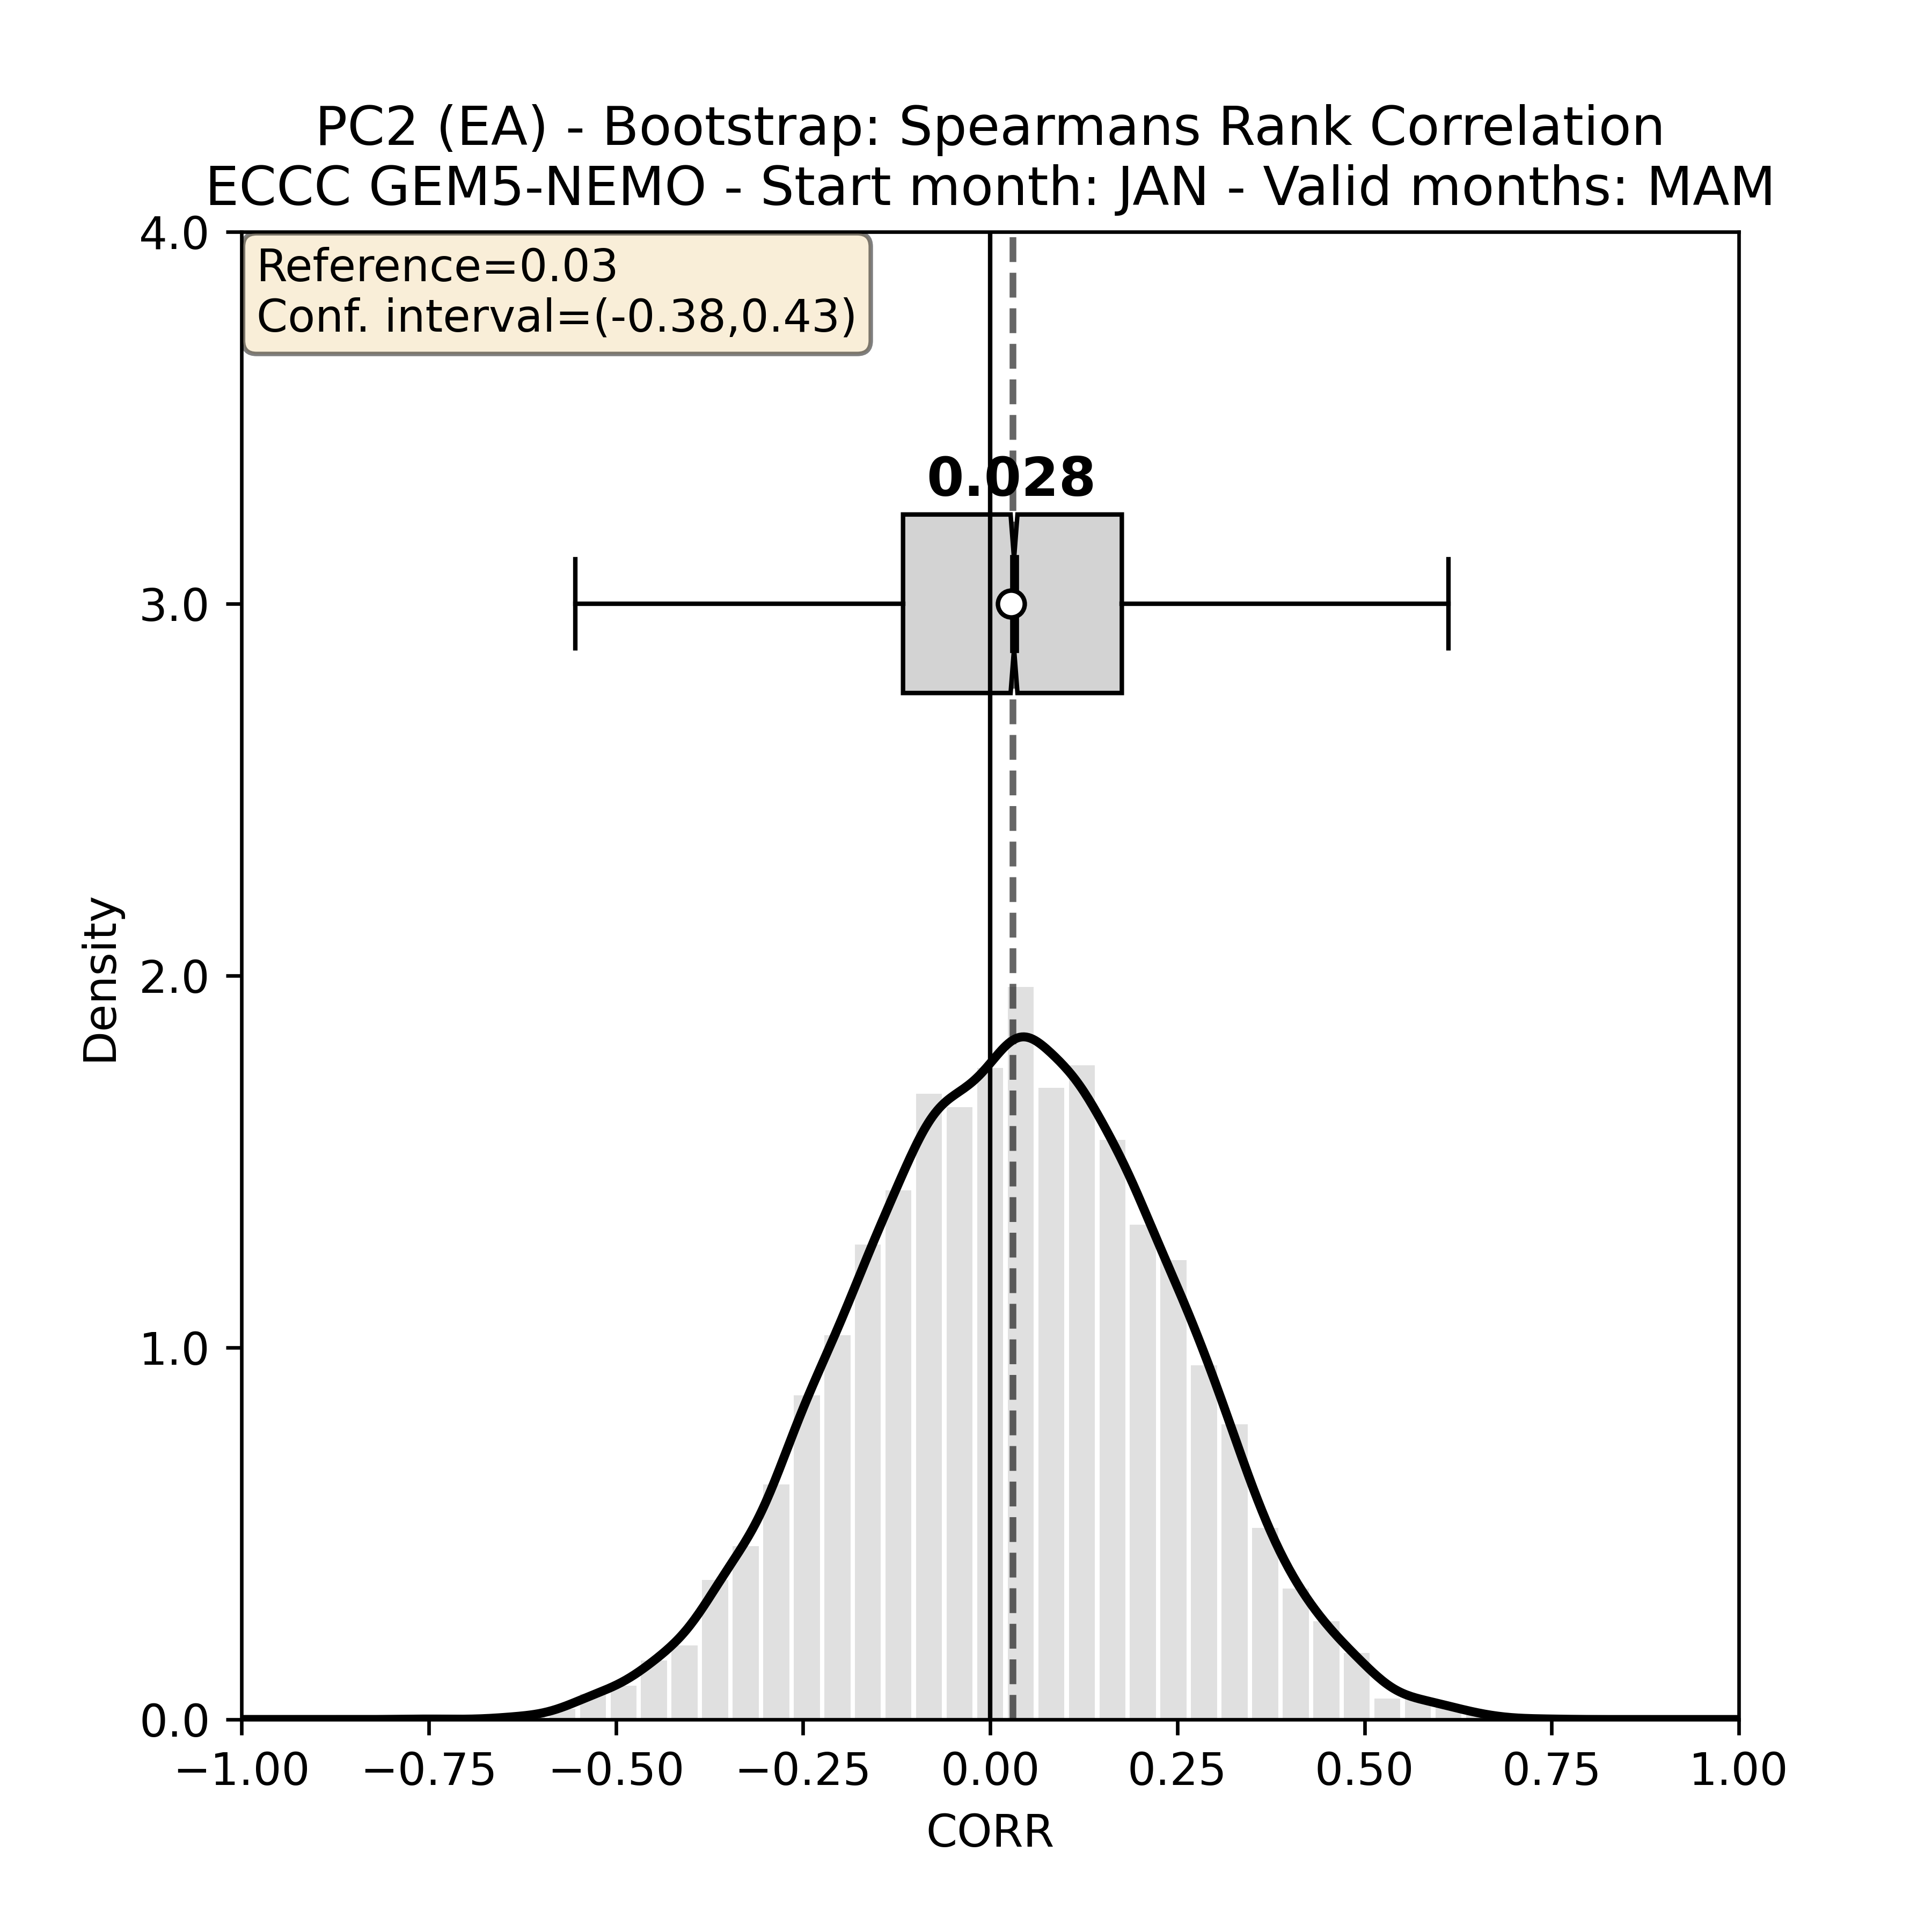 PC2 (EA) - Bootstrap: Spearmans Rank Correlation
ECCC GEM5-NEMO - Start month: JAN - Valid months: MAM
Reference=0.03
Conf. interval=(-0.38,0.43)
0.028
4.0
3.0
2.0
1.0
0.0
Density
−1.00 −0.75 −0.50 −0.25 0.00 0.25 0.50 0.75 1.00
CORR